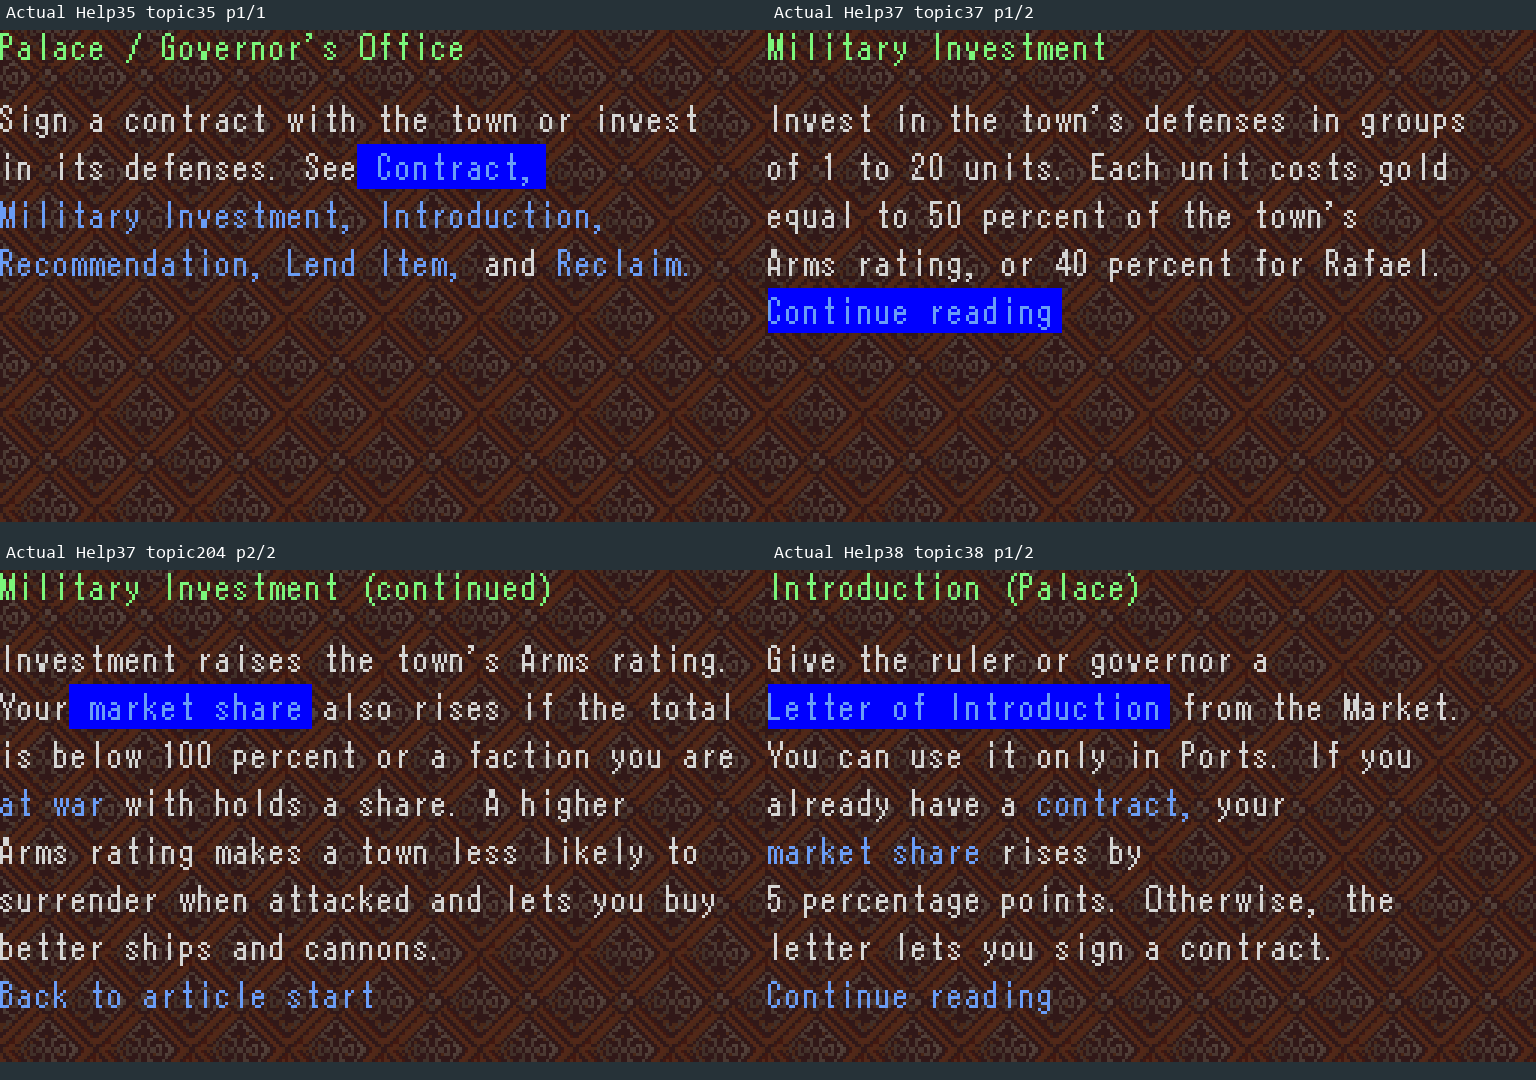 Actual Help35 topic35 p1/1
Palace / Governor's Office
Sign a contract with the town or invest
in its defenses. See Contract,
Military Investment, Introduction,
Recommendation, Lend Item, and Reclaim.
Actual Help37 topic37 p1/2
Military Investment
Invest in the town's defenses in groups
of 1 to 20 units. Each unit costs gold
equal to 50 percent of the town's
Arms rating, or 40 percent for Rafael.
Continue reading
Actual Help37 topic204 p2/2
Military Investment (continued)
Investment raises the town's Arms rating.
Your market share also rises if the total
is below 100 percent or a faction you are
at war with holds a share. A higher
Arms rating makes a town less likely to
surrender when attacked and lets you buy
better ships and cannons.
Back to article start
Actual Help38 topic38 p1/2
Introduction (Palace)
Give the ruler or governor a
Letter of Introduction from the Market.
You can use it only in Ports. If you
already have a contract, your
market share rises by
5 percentage points. Otherwise, the
letter lets you sign a contract.
Continue reading